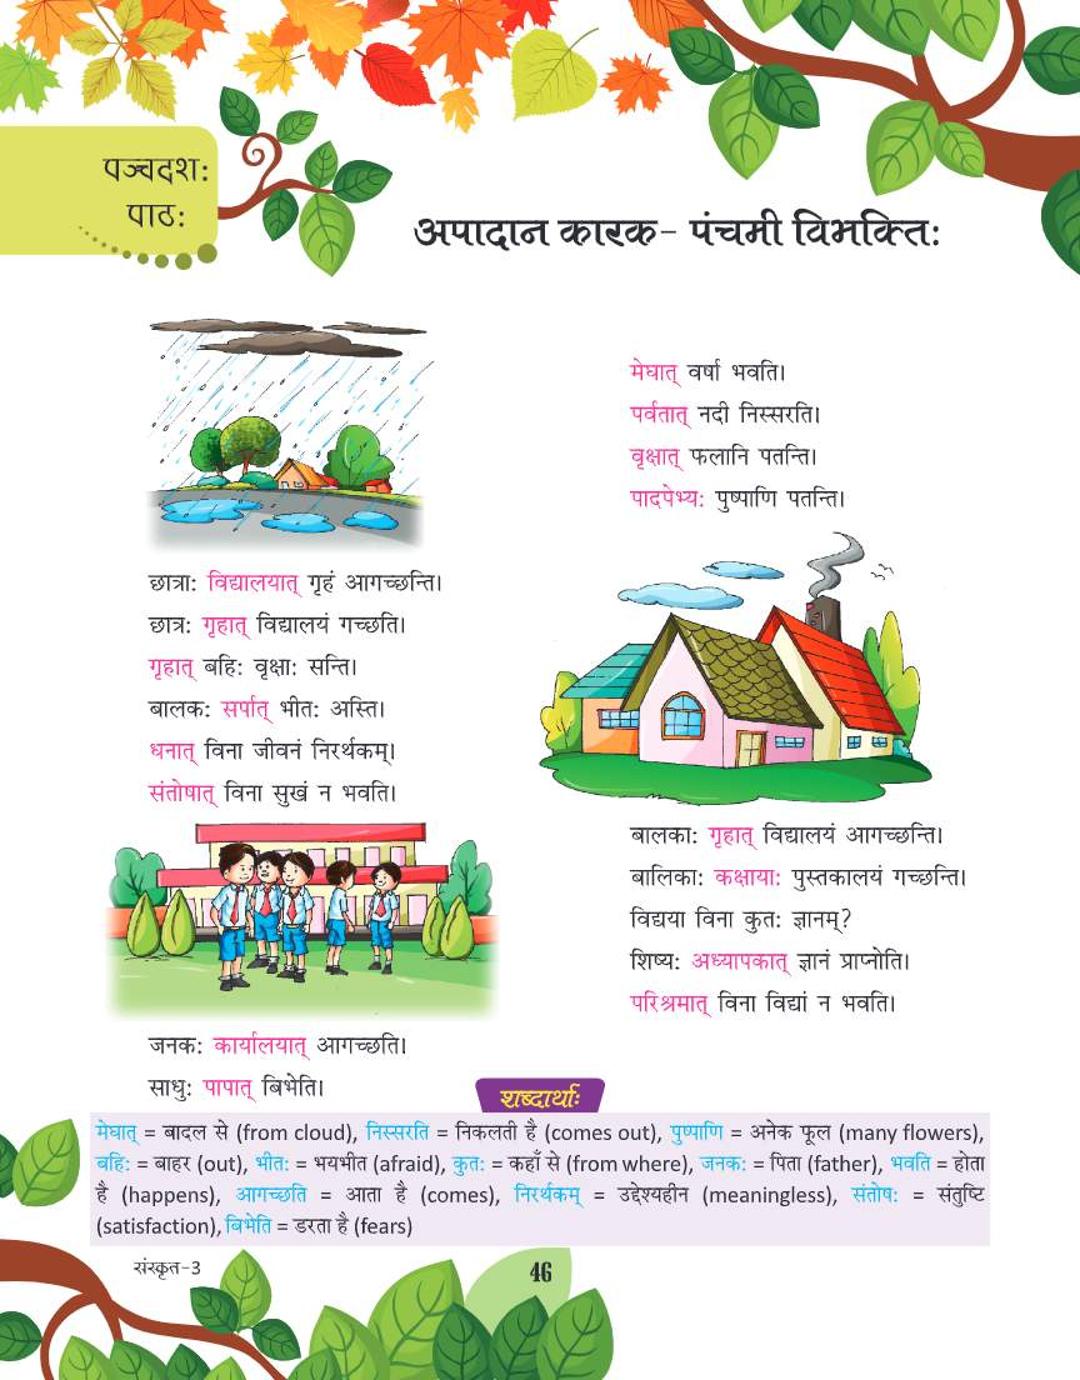 पञ्चदशः
पाठः
अपादान कारक- पंचमी विभक्तिः
मेघात् वर्षा भवति।
पर्वतात् नदी निस्सरति।
वृक्षात् फलानि पतन्ति।
पादपेभ्यः पुष्पाणि पतन्ति।
छात्राः विद्यालयात् गृहं आगच्छन्ति।
छात्रः गृहात् विद्यालयं गच्छति।
गृहात् बहिः वृक्षाः सन्ति।
बालकः सर्पात् भीतः अस्ति।
धनात् विना जीवनं निरर्थकम्।
संतोषात् विना सुखं न भवति।
बालकाः गृहात् विद्यालयं आगच्छन्ति।
बालिकाः कक्षायाः पुस्तकालयं गच्छन्ति।
विद्यया विना कुतः ज्ञानम्?
शिष्यः अध्यापकात् ज्ञानं प्राप्नोति।
परिश्रमात् विना विद्यां न भवति।
जनकः कार्यालयात् आगच्छति।
साधुः पापात् बिभेति।
शब्दार्थाः
मेघात् = बादल से (from cloud), निस्सरति = निकलती है (comes out), पुष्पाणि = अनेक फूल (many flowers),
बहिः = बाहर (out), भीतः = भयभीत (afraid), कुतः = कहाँ से (from where), जनकः = पिता (father), भवति = होता
है (happens), आगच्छति = आता है (comes), निरर्थकम् = उद्देश्यहीन (meaningless), संतोषः = संतुष्टि
(satisfaction), बिभेति = डरता है (fears)
संस्कृत-3
46